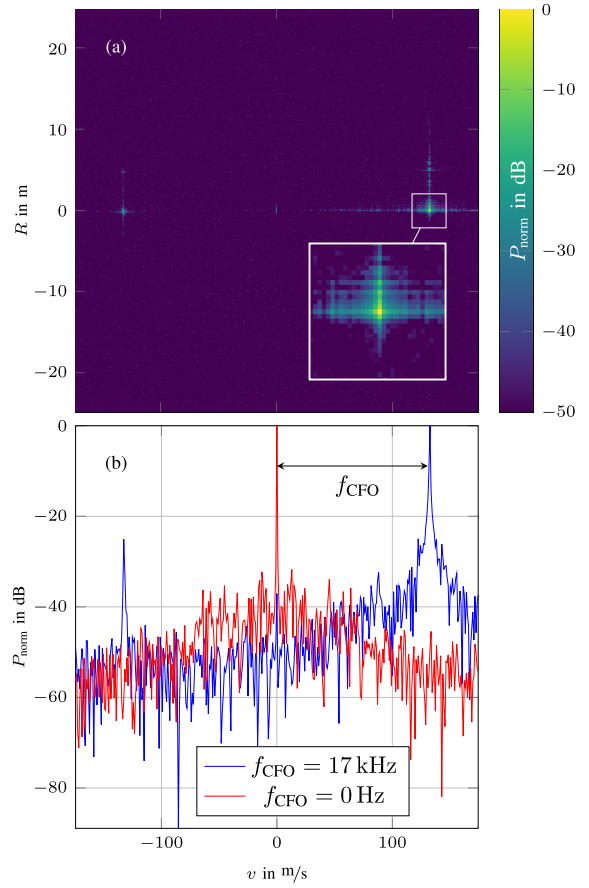 (a)
20
10
0
−10
−20
R in m
0
−10
−20
−30
−40
−50
P_norm in dB
(b)
f_CFO
0
−20
−40
−60
−80
P_norm in dB
f_CFO = 17 kHz
f_CFO = 0 Hz
−100
0
100
v in m/s